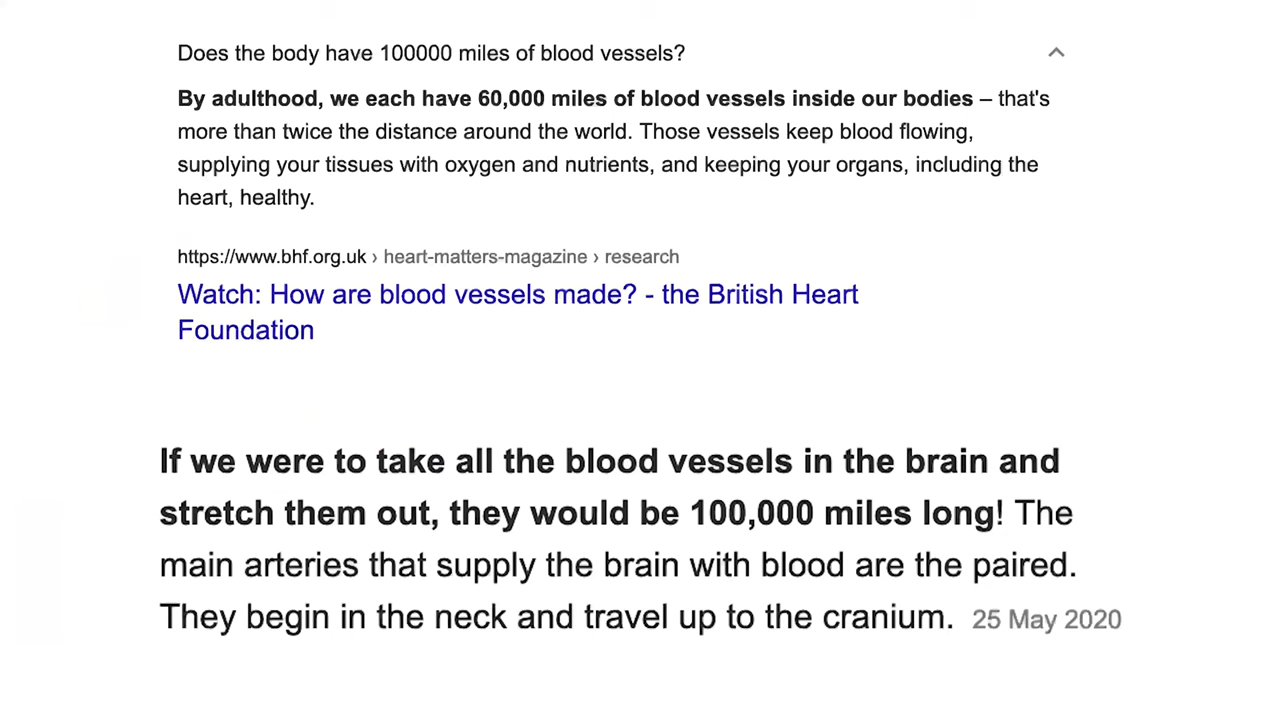 Does the body have 100000 miles of blood vessels?
By adulthood, we each have 60,000 miles of blood vessels inside our bodies – that's
more than twice the distance around the world. Those vessels keep blood flowing,
supplying your tissues with oxygen and nutrients, and keeping your organs, including the
heart, healthy.
https://www.bhf.org.uk › heart-matters-magazine › research
Watch: How are blood vessels made? - the British Heart
Foundation
If we were to take all the blood vessels in the brain and
stretch them out, they would be 100,000 miles long! The
main arteries that supply the brain with blood are the paired.
They begin in the neck and travel up to the cranium. 25 May 2020